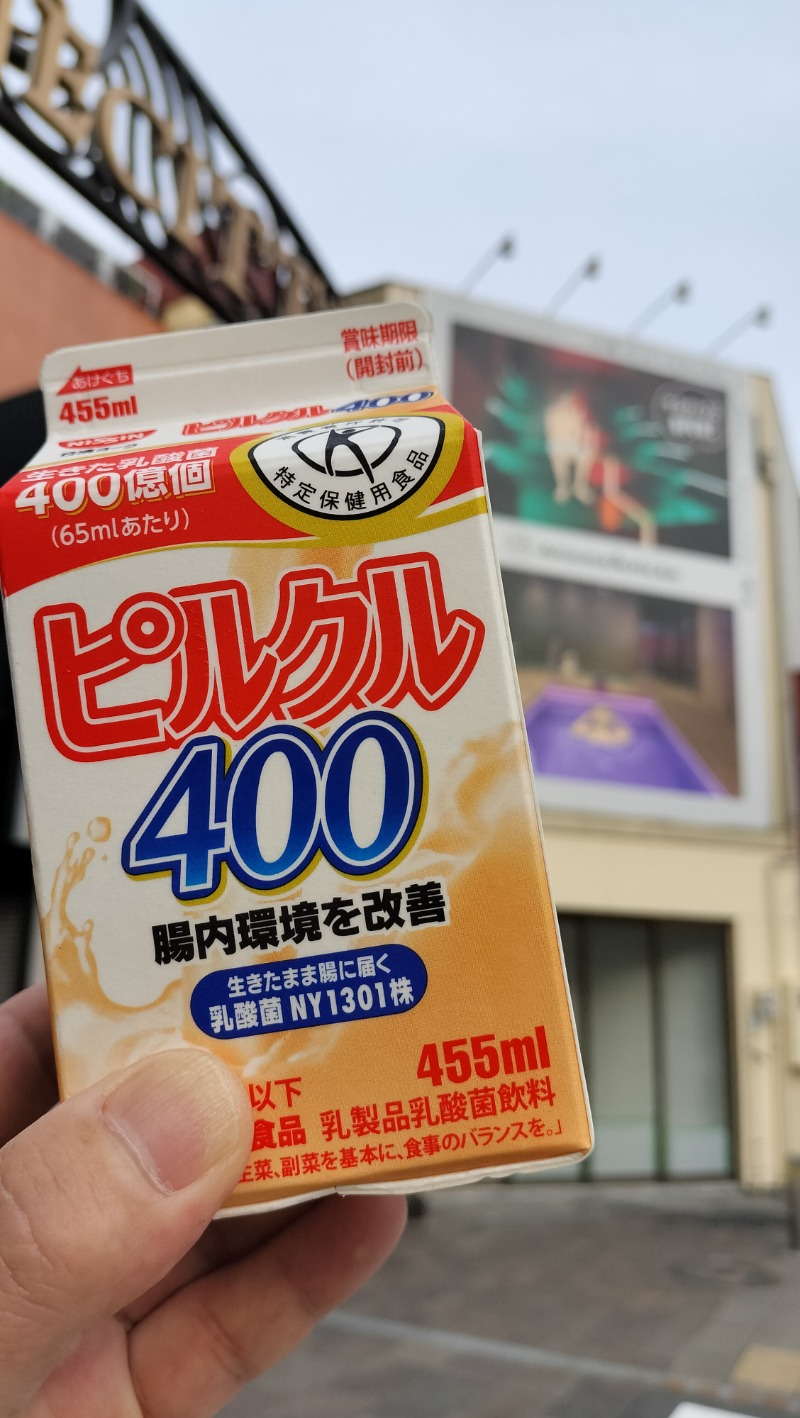 賞味期限
(開封前)
あけぐち
455ml
ピルクル400
NISSIN
日清ヨーク
生きた乳酸菌
400億個
(65mlあたり)
特定保健用食品
ピルクル
400
腸内環境を改善
生きたまま腸に届く
乳酸菌 NY1301株
455ml
以下
食品 乳製品乳酸菌飲料
主菜、副菜を基本に、食事のバランスを。」